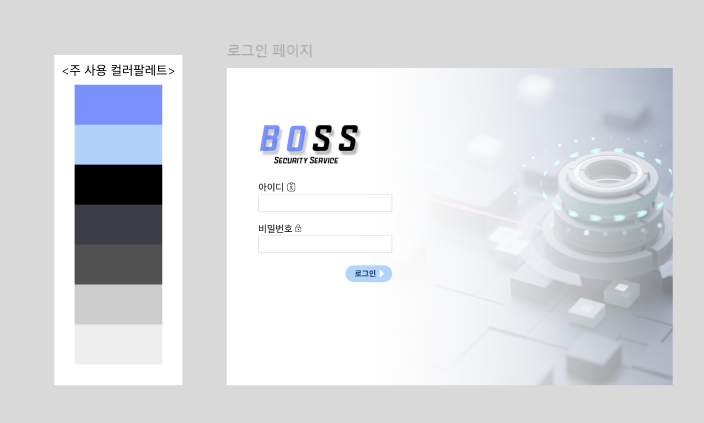 로그인 페이지
<주 사용 컬러팔레트>
BOSS
SECURITY SERVICE
아이디
비밀번호
로그인